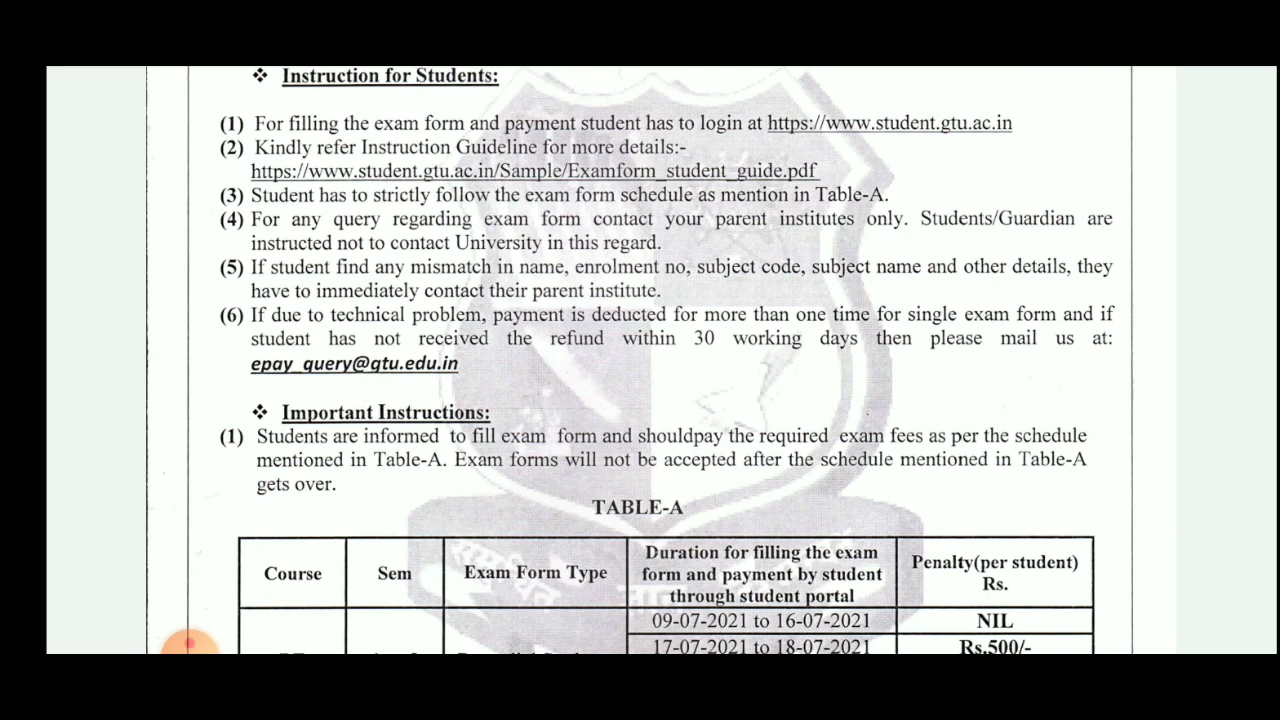 ❖ Instruction for Students:
(1) For filling the exam form and payment student has to login at https://www.student.gtu.ac.in
(2) Kindly refer Instruction Guideline for more details:-
https://www.student.gtu.ac.in/Sample/Examform_student_guide.pdf
(3) Student has to strictly follow the exam form schedule as mention in Table-A.
(4) For any query regarding exam form contact your parent institutes only. Students/Guardian are
instructed not to contact University in this regard.
(5) If student find any mismatch in name, enrolment no, subject code, subject name and other details, they
have to immediately contact their parent institute.
(6) If due to technical problem, payment is deducted for more than one time for single exam form and if
student has not received the refund within 30 working days then please mail us at:
epay_query@gtu.edu.in
❖ Important Instructions:
(1) Students are informed to fill exam form and shouldpay the required exam fees as per the schedule
mentioned in Table-A. Exam forms will not be accepted after the schedule mentioned in Table-A
gets over.
TABLE-A
Course Sem Exam Form Type Duration for filling the exam
form and payment by student
through student portal Penalty(per student)
Rs.
09-07-2021 to 16-07-2021 NIL
17-07-2021 to 18-07-2021 Rs.500/-